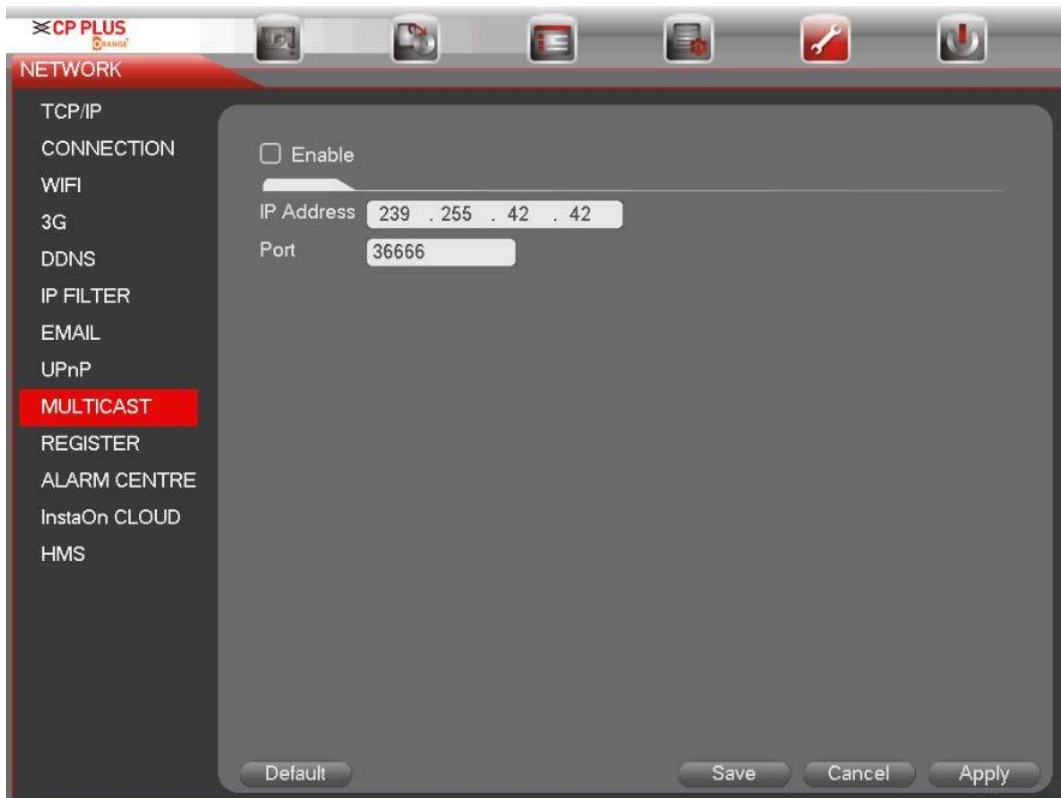 CP PLUS
ORANGE
NETWORK
TCP/IP
CONNECTION
WIFI
3G
DDNS
IP FILTER
EMAIL
UPnP
MULTICAST
REGISTER
ALARM CENTRE
InstaOn CLOUD
HMS
Enable
IP Address 239 . 255 . 42 . 42
Port 36666
Default Save Cancel Apply